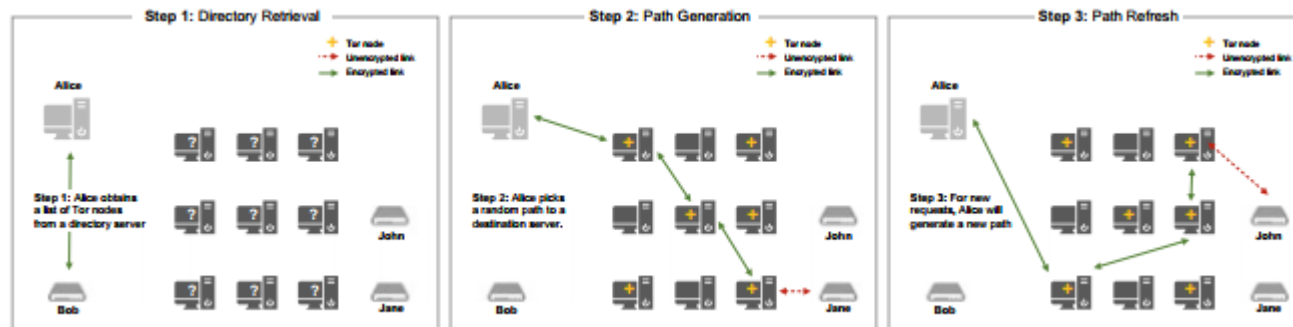 Step 1: Directory Retrieval
Tor node
Unencrypted link
Encrypted link
Alice
?
?
?
Step 1: Alice obtains
a list of Tor nodes
from a directory server
?
?
?
John
?
?
?
Bob
Jane
Step 2: Path Generation
Tor node
Unencrypted link
Encrypted link
Alice
Step 2: Alice picks
a random path to a
destination server.
John
Bob
Jane
Step 3: Path Refresh
Tor node
Unencrypted link
Encrypted link
Alice
Step 3: For new
requests, Alice will
generate a new path
John
Bob
Jane